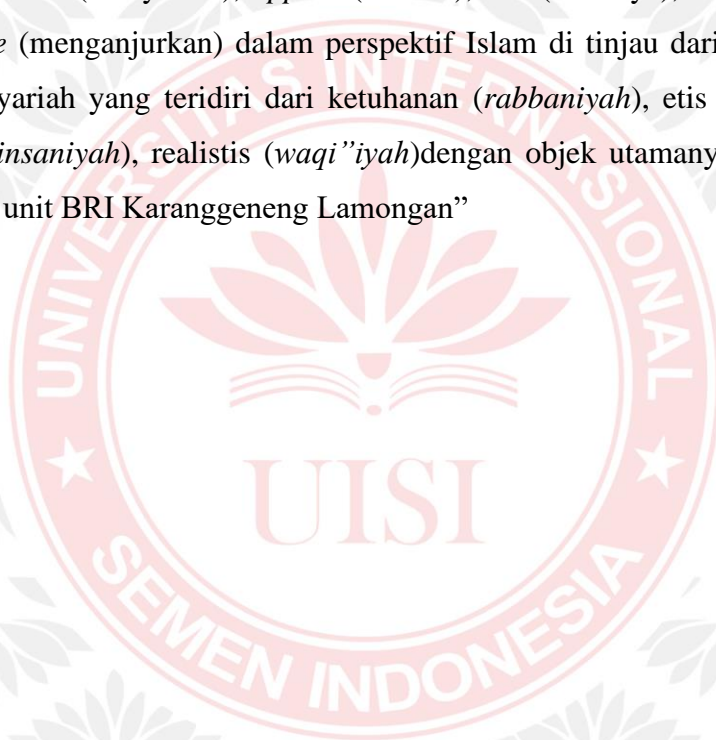 e (menganjurkan) dalam perspektif Islam di tinjau dari
yariah yang teridiri dari ketuhanan (rabbaniyah), etis
insaniyah), realistis (waqi”iyah)dengan objek utamany
unit BRI Karanggeneng Lamongan”
UNIVERSITAS INTERNASIONAL
UISI
SEMEN INDONESIA